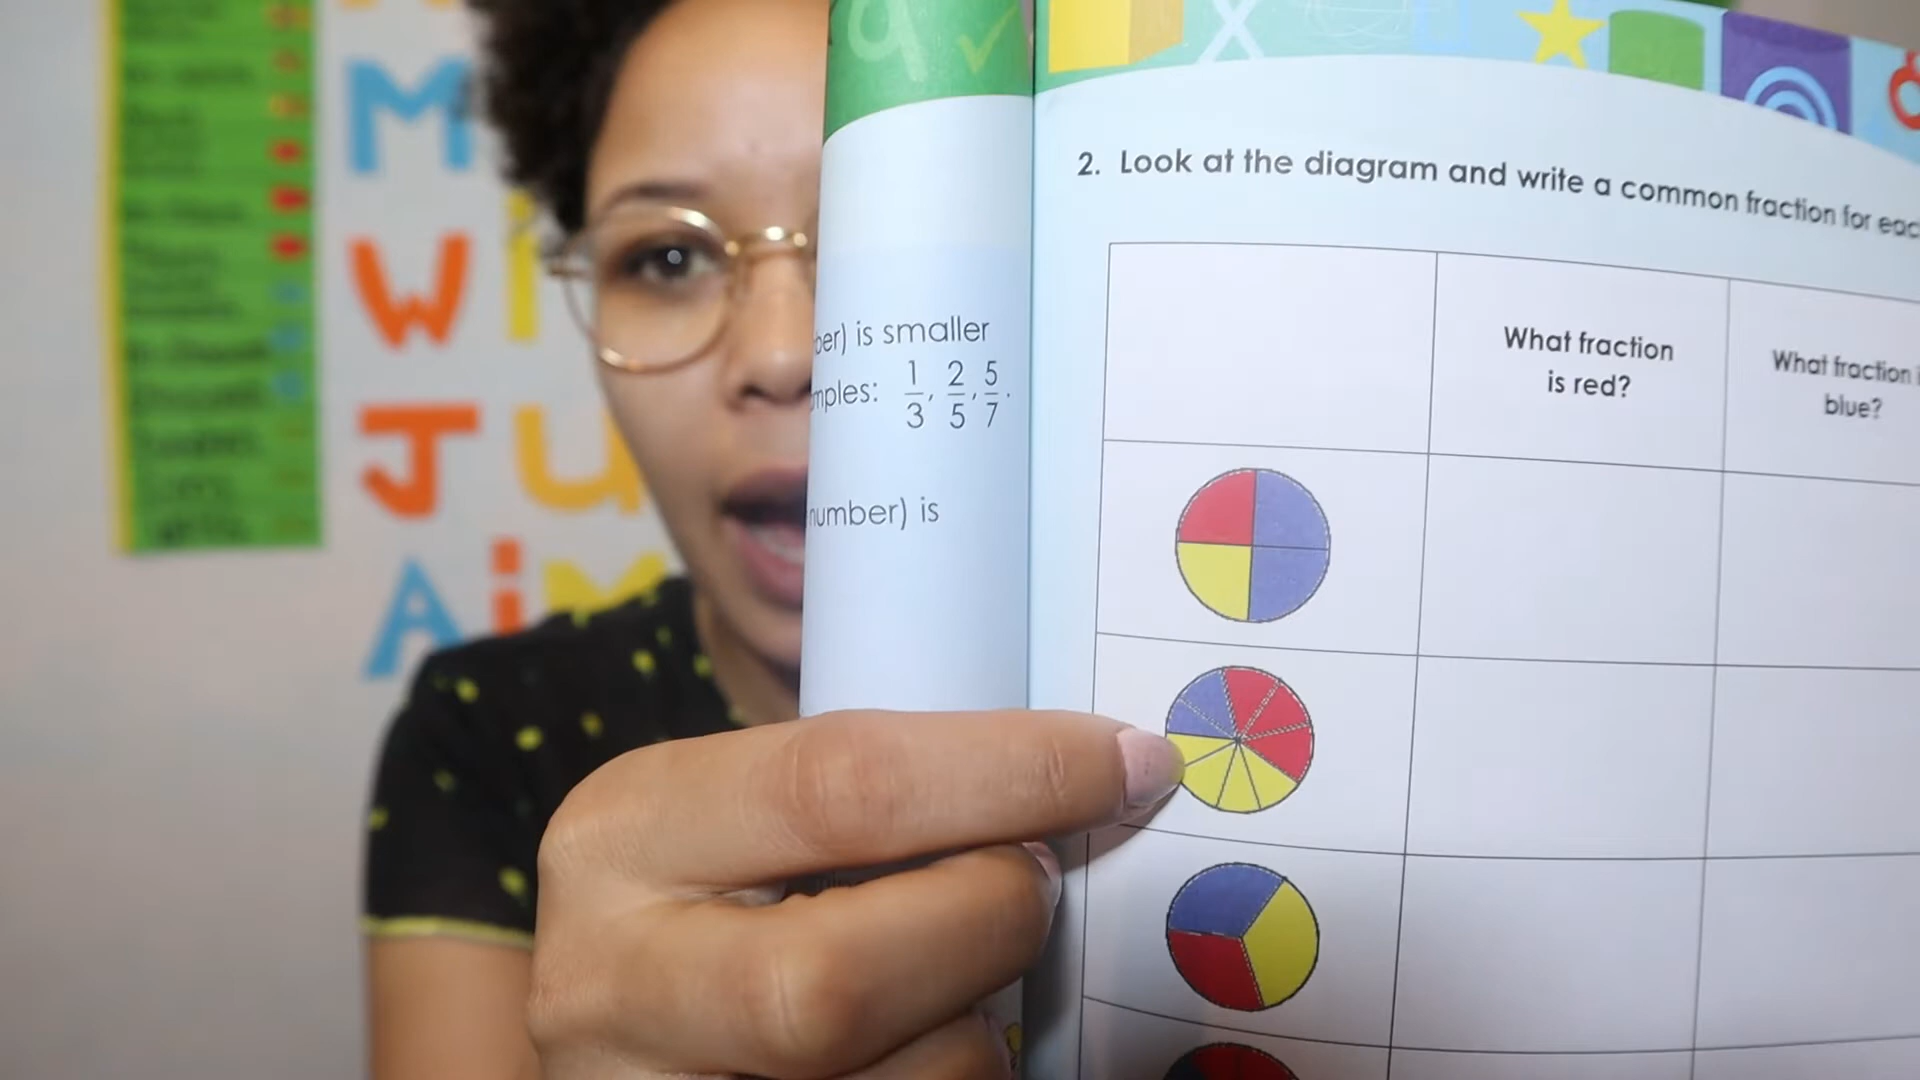 M
W i
J u
A i M
ber) is smaller
mples: 1/3, 2/5, 5/7.
number) is
2. Look at the diagram and write a common fraction for eac
What fraction
is red?
What fraction i
blue?